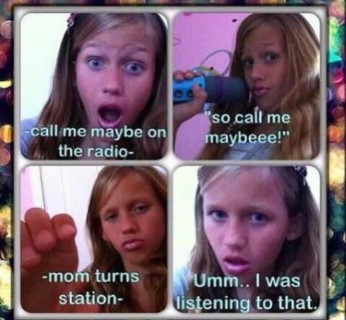 -call me maybe on
the radio-
"so call me
maybeee!"
-mom turns
station-
Umm.. I was
listening to that.